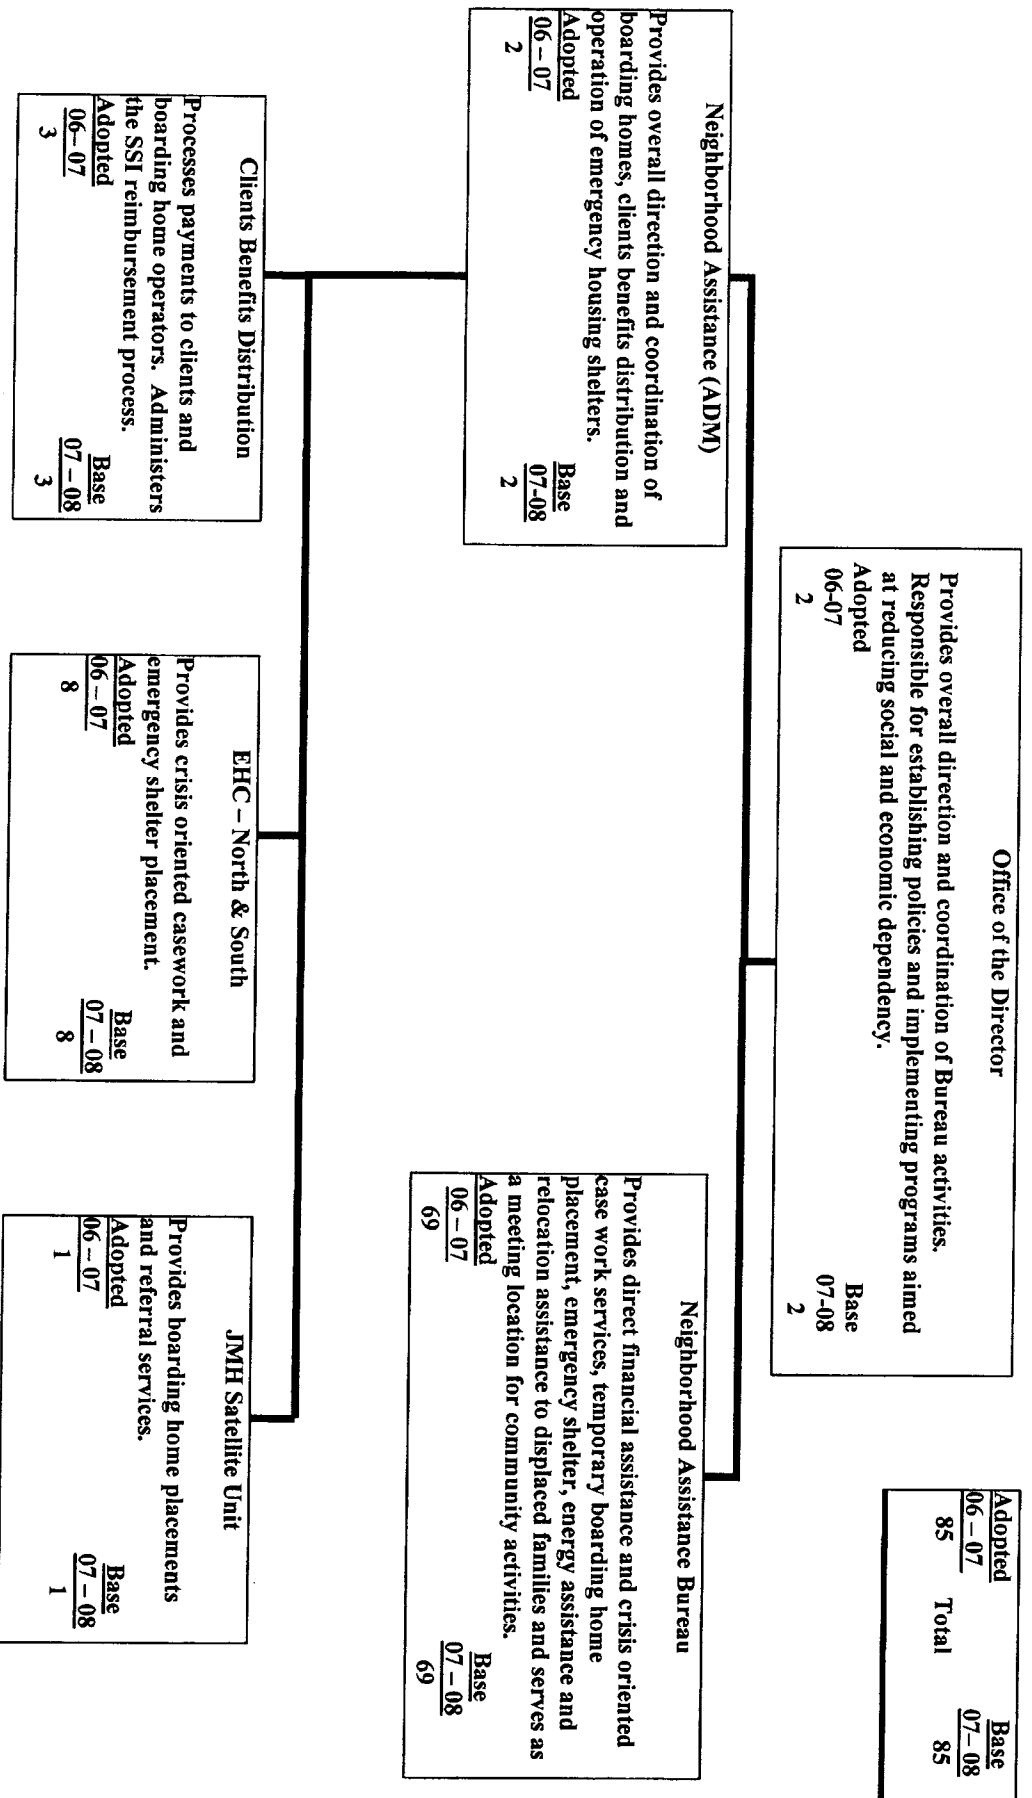 Office of the Director
Provides overall direction and coordination of Bureau activities.
Responsible for establishing policies and implementing programs aimed
at reducing social and economic dependency.
Adopted Base
06-07 07-08
2 2
Adopted Base
06 – 07 07 – 08
85 Total 85
Neighborhood Assistance (ADM)
Provides overall direction and coordination of
boarding homes, clients benefits distribution and
operation of emergency housing shelters.
Adopted Base
06 – 07 07-08
2 2
Neighborhood Assistance Bureau
Provides direct financial assistance and crisis oriented
case work services, temporary boarding home
placement, emergency shelter, energy assistance and
relocation assistance to displaced families and serves as
a meeting location for community activities.
Adopted Base
06 – 07 07 – 08
69 69
Clients Benefits Distribution
Processes payments to clients and
boarding home operators. Administers
the SSI reimbursement process.
Adopted Base
06 – 07 07 – 08
3 3
EHC – North & South
Provides crisis oriented casework and
emergency shelter placement.
Adopted Base
06 – 07 07 – 08
8 8
JMH Satellite Unit
Provides boarding home placements
and referral services.
Adopted Base
06 – 07 07 – 08
1 1